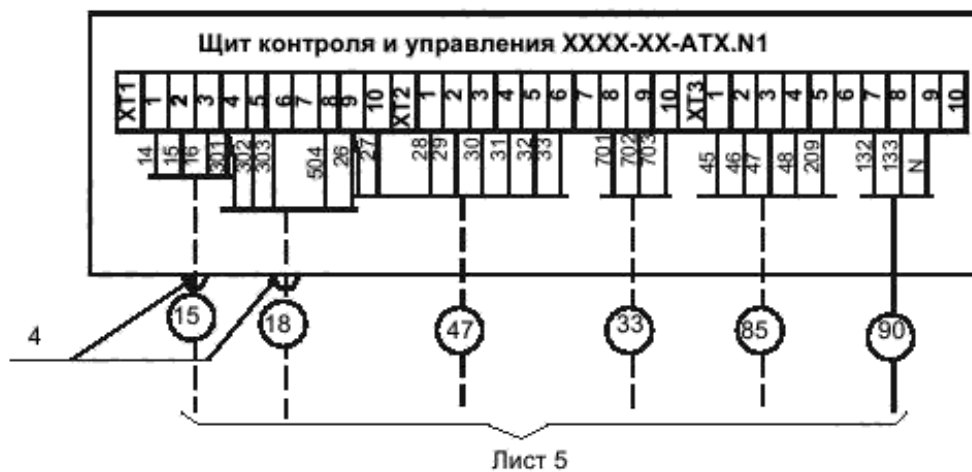 Щит контроля и управления XXXX-XX-ATX.N1
XT1 1 2 3 4 5 6 7 8 9 10 XT2 1 2 3 4 5 6 7 8 9 10 XT3 1 2 3 4 5 6 7 8 9 10
14 15 16 301 302 303 504 26 27 28 29 30 31 32 33 701 702 703 45 46 47 48 209 132 133 N
4 15 18 47 33 85 90
Лист 5